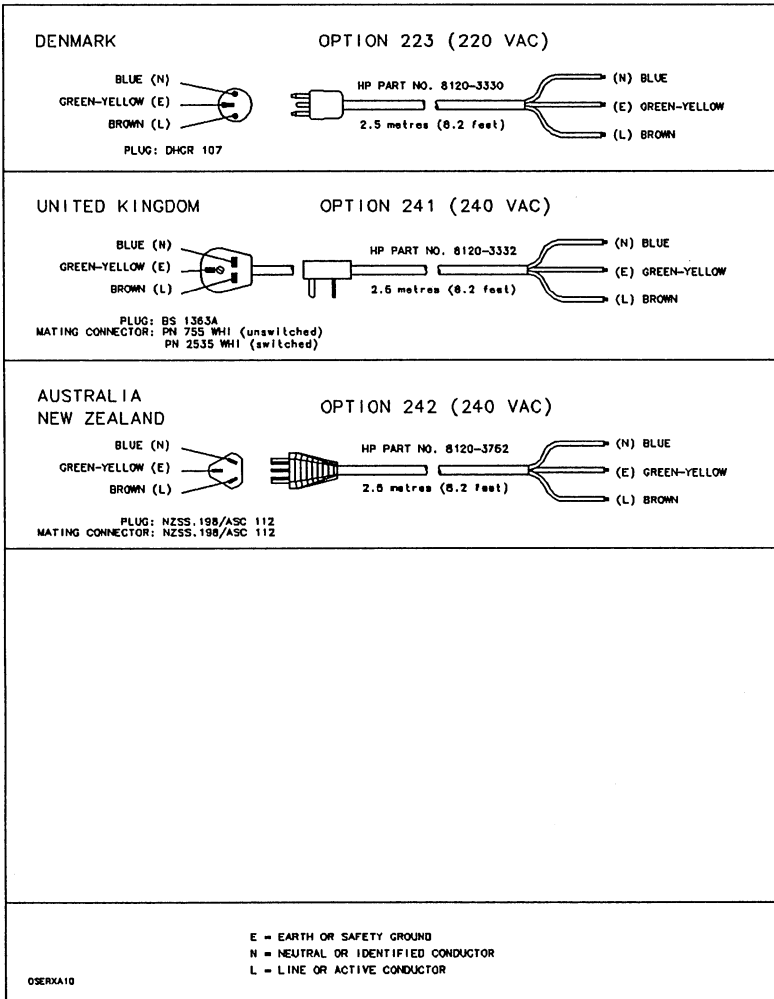 DENMARK OPTION 223 (220 VAC)
BLUE (N)
GREEN-YELLOW (E)
BROWN (L)
PLUG: DHCR 107
HP PART NO. 8120-3330
2.5 metres (8.2 feet)
(N) BLUE
(E) GREEN-YELLOW
(L) BROWN
UNITED KINGDOM OPTION 241 (240 VAC)
BLUE (N)
GREEN-YELLOW (E)
BROWN (L)
PLUG: BS 1363A
MATING CONNECTOR: PN 755 WHI (unswitched)
PN 2535 WHI (switched)
HP PART NO. 8120-3332
2.5 metres (8.2 feet)
(N) BLUE
(E) GREEN-YELLOW
(L) BROWN
AUSTRALIA
NEW ZEALAND
OPTION 242 (240 VAC)
BLUE (N)
GREEN-YELLOW (E)
BROWN (L)
PLUG: NZSS.198/ASC 112
MATING CONNECTOR: NZSS.198/ASC 112
HP PART NO. 8120-3762
2.5 metres (8.2 feet)
(N) BLUE
(E) GREEN-YELLOW
(L) BROWN
E = EARTH OR SAFETY GROUND
N = NEUTRAL OR IDENTIFIED CONDUCTOR
L = LINE OR ACTIVE CONDUCTOR
OSERXA10